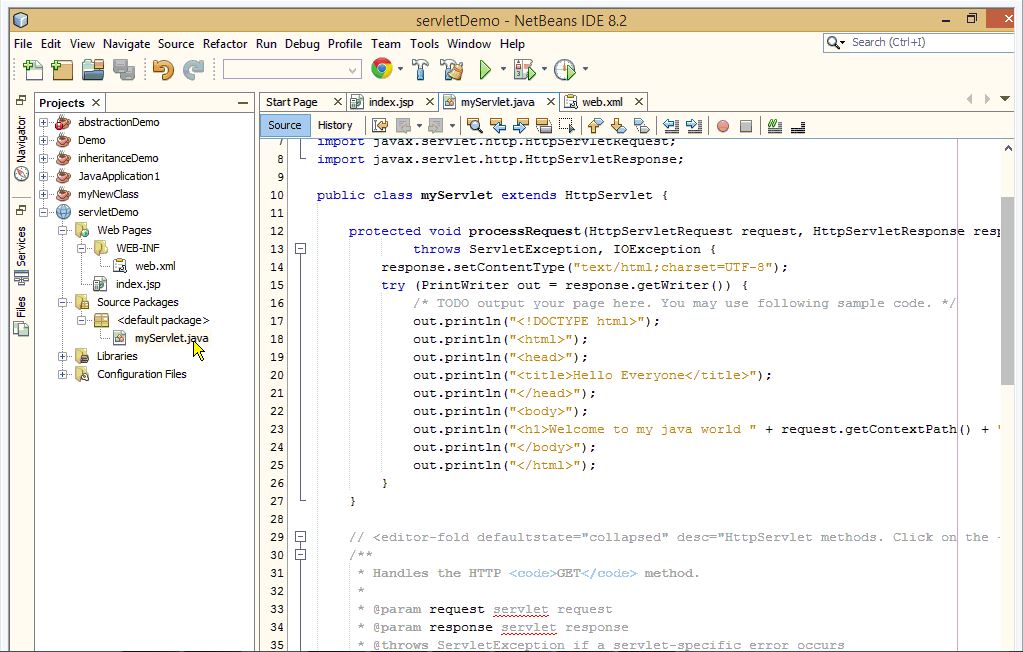 servletDemo - NetBeans IDE 8.2
File Edit View Navigate Source Refactor Run Debug Profile Team Tools Window Help
Search (Ctrl+I)
Projects
Start Page index.jsp myServlet.java web.xml
Navigator
Services
Files
abstractionDemo
Demo
inheritanceDemo
JavaApplication1
myNewClass
servletDemo
Web Pages
WEB-INF
web.xml
index.jsp
Source Packages
<default package>
myServlet.java
Libraries
Configuration Files
Source History
7 import javax.servlet.http.HttpServletRequest;
8 import javax.servlet.http.HttpServletResponse;
9
10 public class myServlet extends HttpServlet {
11
12 protected void processRequest(HttpServletRequest request, HttpServletResponse resp
13 throws ServletException, IOException {
14 response.setContentType("text/html;charset=UTF-8");
15 try (PrintWriter out = response.getWriter()) {
16 /* TODO output your page here. You may use following sample code. */
17 out.println("<!DOCTYPE html>");
18 out.println("<html>");
19 out.println("<head>");
20 out.println("<title>Hello Everyone</title>");
21 out.println("</head>");
22 out.println("<body>");
23 out.println("<h1>Welcome to my java world " + request.getContextPath() + "
24 out.println("</body>");
25 out.println("</html>");
26 }
27 }
28
29 // <editor-fold defaultstate="collapsed" desc="HttpServlet methods. Click on the
30 /**
31 * Handles the HTTP <code>GET</code> method.
32 *
33 * @param request servlet request
34 * @param response servlet response
35 * @throws ServletException if a servlet-specific error occurs